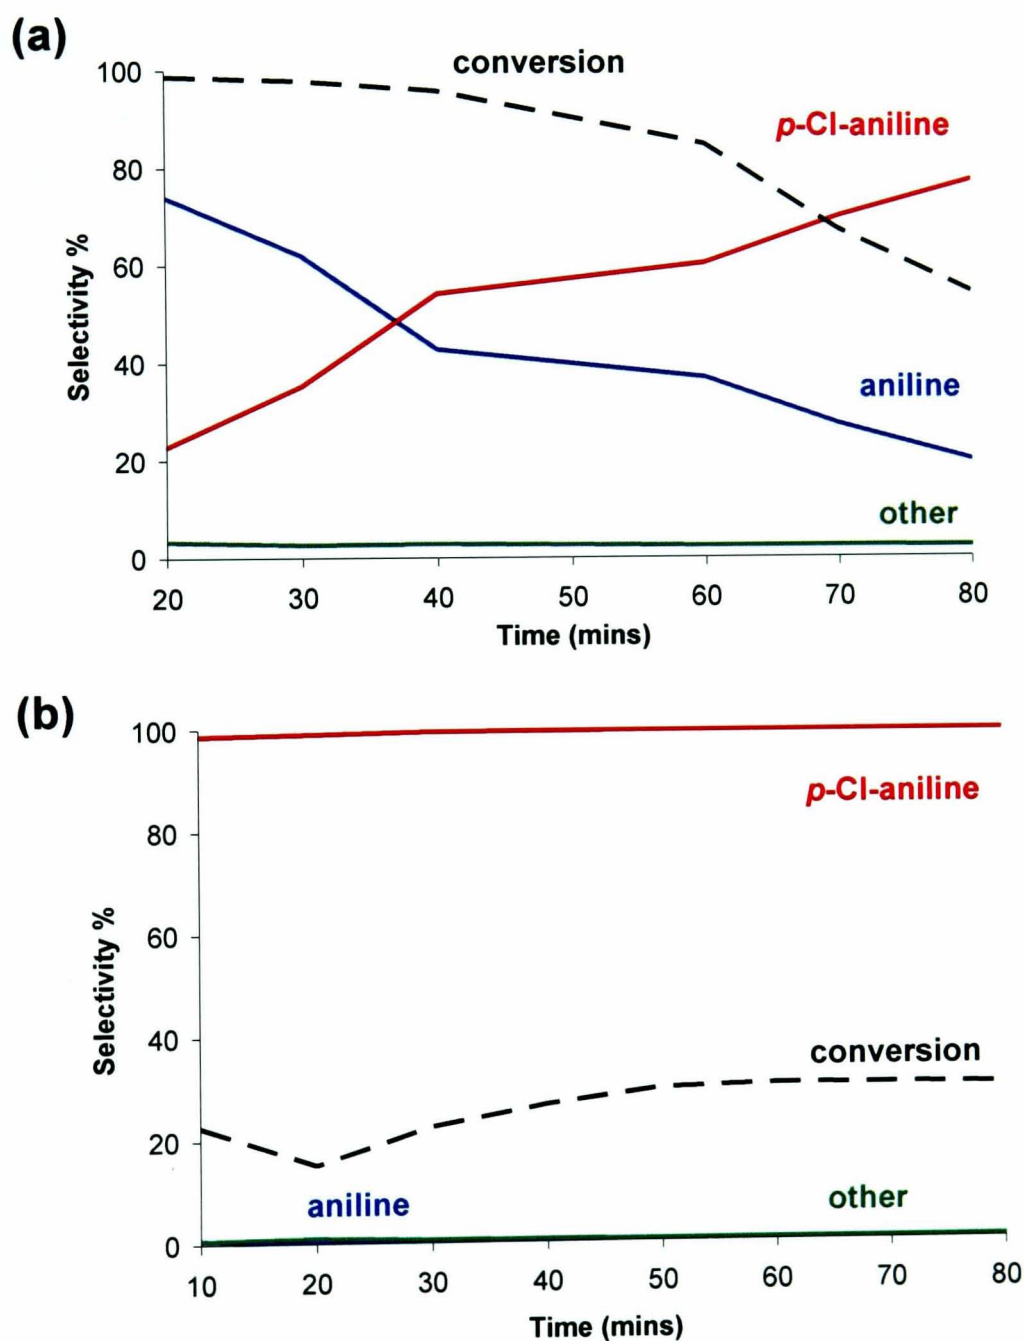 (a)
conversion
p-Cl-aniline
aniline
other
100
80
60
40
20
0
Selectivity %
20 30 40 50 60 70 80
Time (mins)
(b)
100
80
60
40
20
0
Selectivity %
p-Cl-aniline
conversion
aniline
other
10 20 30 40 50 60 70 80
Time (mins)